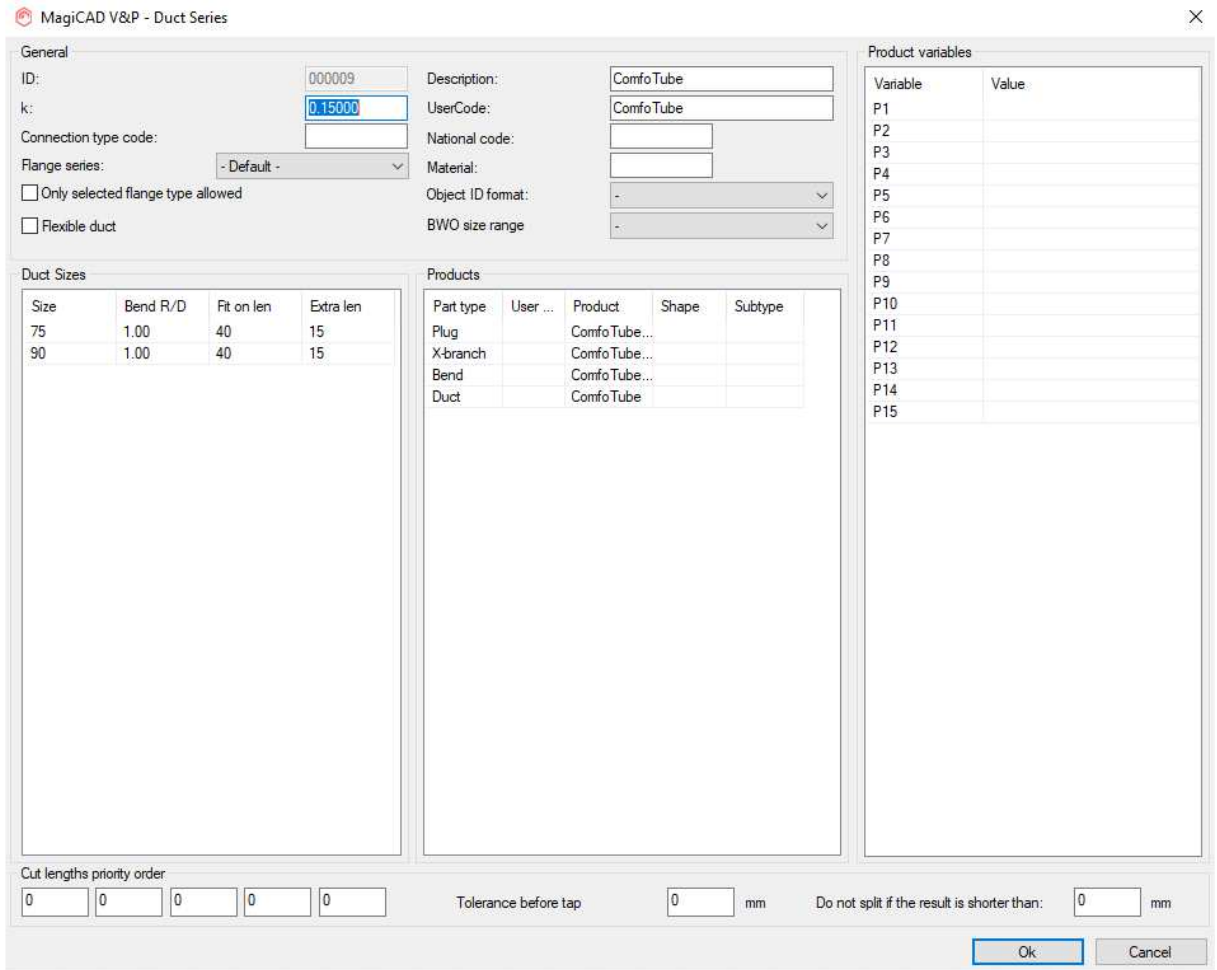 MagiCAD V&P - Duct Series
General
ID: 000009
k: 0.15000
Connection type code:
Flange series: - Default -
Only selected flange type allowed
Flexible duct
Description: ComfoTube
UserCode: ComfoTube
National code:
Material:
Object ID format: -
BWO size range -
Duct Sizes
Size Bend R/D Fit on len Extra len
75 1.00 40 15
90 1.00 40 15
Products
Part type User ... Product Shape Subtype
Plug ComfoTube...
X-branch ComfoTube...
Bend ComfoTube...
Duct ComfoTube
Product variables
Variable Value
P1
P2
P3
P4
P5
P6
P7
P8
P9
P10
P11
P12
P13
P14
P15
Cut lengths priority order
0 0 0 0 0 Tolerance before tap 0 mm Do not split if the result is shorter than: 0 mm
Ok Cancel